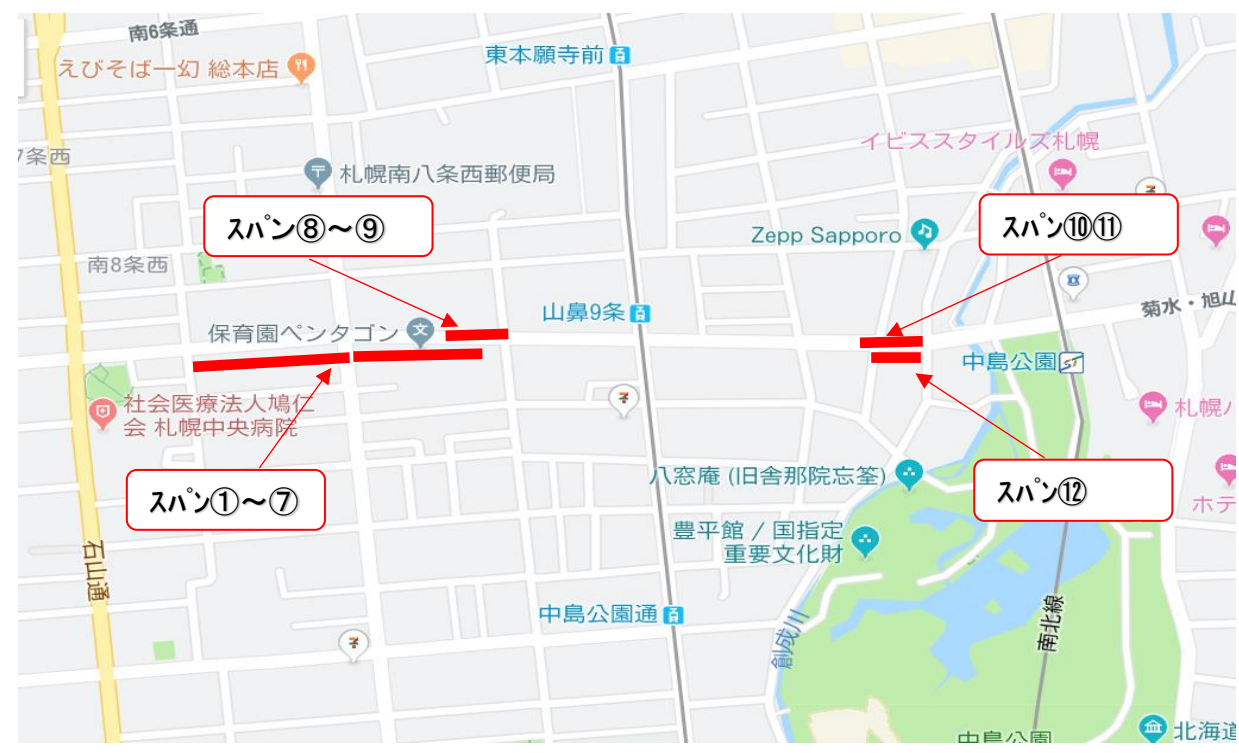 南6条通
東本願寺前
えびそば一幻 総本店
イビススタイルズ札幌
7条西
札幌南八条西郵便局
スパン⑧～⑨
Zepp Sapporo
スパン⑩⑪
南8条西
山鼻9条
菊水・旭山
保育園ペンタゴン
中島公園
社会医療法人鳩仁
会 札幌中央病院
札幌パ
八窓庵 (旧舎那院忘筌)
スパン①～⑦
スパン⑫
ホテ
豊平館 / 国指定
重要文化財
石山通
中島公園通
創成川
南北線
中島公園
北海道